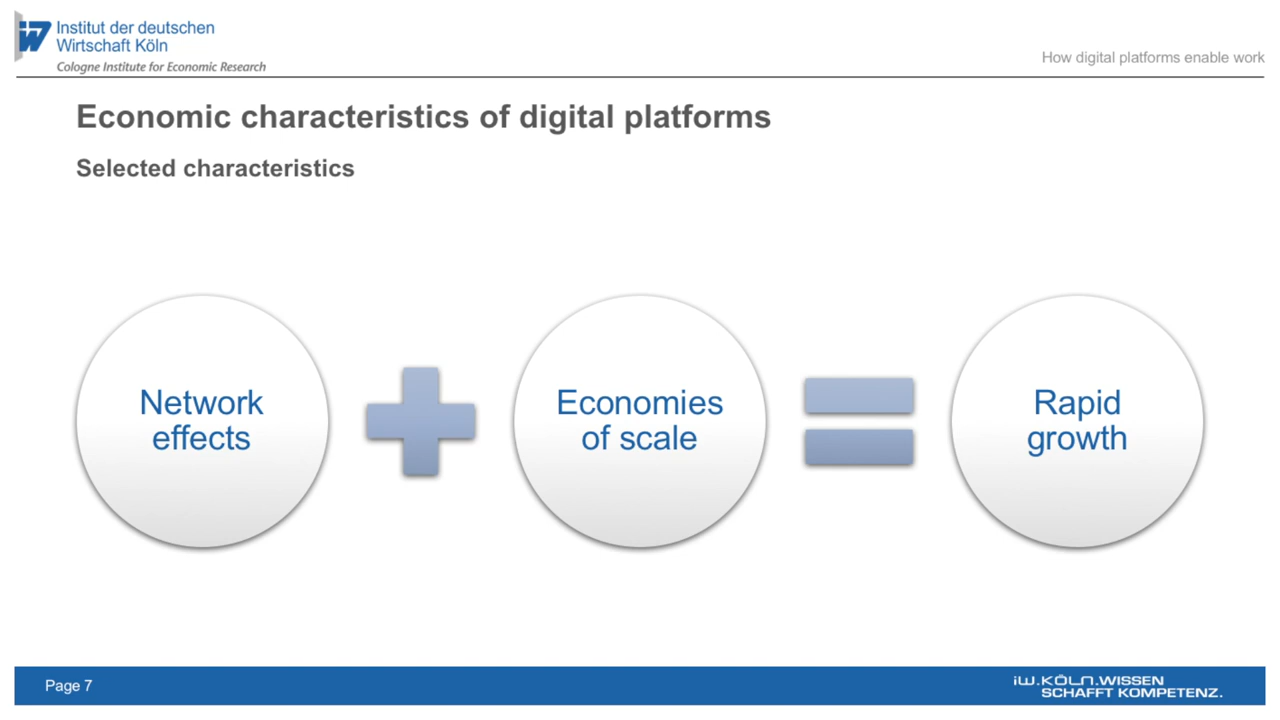 Institut der deutschen
Wirtschaft Köln
Cologne Institute for Economic Research
How digital platforms enable work
Economic characteristics of digital platforms
Selected characteristics
Network
effects
Economies
of scale
Rapid
growth
Page 7
iW.KÖLN.WISSEN
SCHAFFT KOMPETENZ.